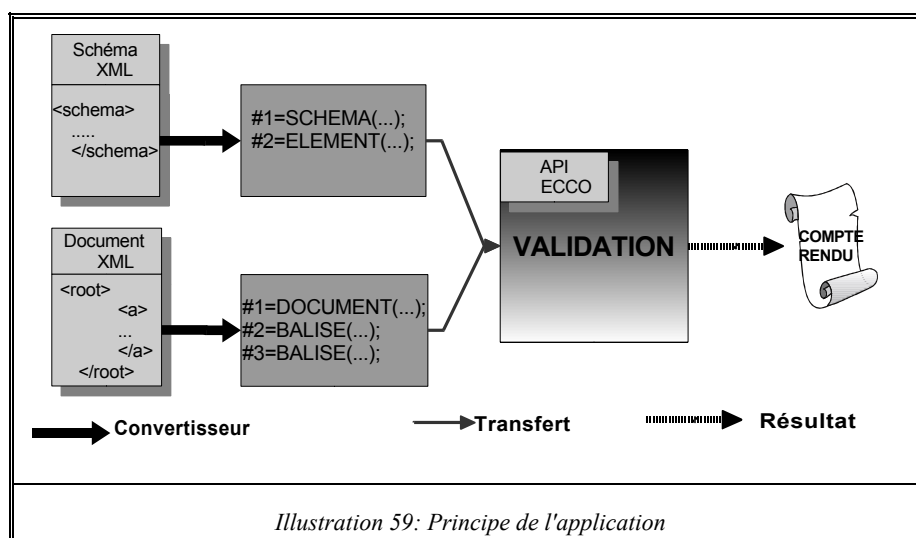 Schéma
XML
<schema>
.....
</schema>
#1=SCHEMA(...);
#2=ELEMENT(...);
Document
XML
<root>
<a>
...
</a>
</root>
#1=DOCUMENT(...);
#2=BALISE(...);
#3=BALISE(...);
API
ECCO
VALIDATION
COMPTE
RENDU
Convertisseur
Transfert
Résultat
Illustration 59: Principe de l'application